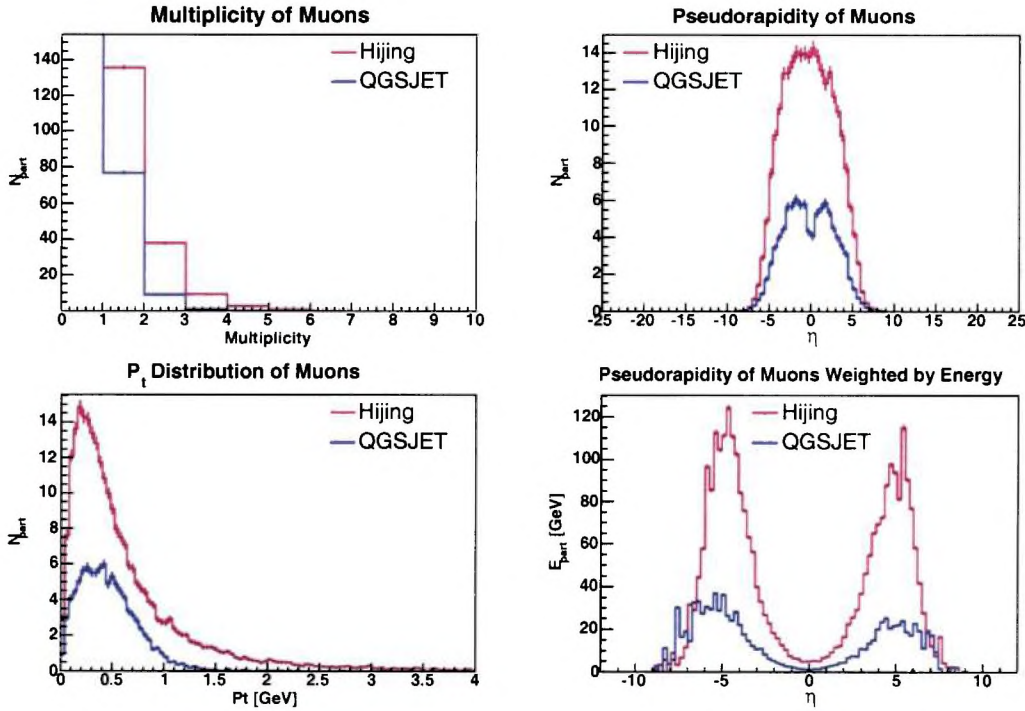 Multiplicity of Muons
N_part
140
120
100
80
60
40
20
Hijing
QGSJET
0 1 2 3 4 5 6 7 8 9 10
Multiplicity
Pseudorapidity of Muons
N_part
14
12
10
8
6
4
2
0
Hijing
QGSJET
-25 -20 -15 -10 -5 0 5 10 15 20 25
η
P_t Distribution of Muons
N_part
14
12
10
8
6
4
2
0
Hijing
QGSJET
0 0.5 1 1.5 2 2.5 3 3.5 4
Pt [GeV]
Pseudorapidity of Muons Weighted by Energy
E_part [GeV]
120
100
80
60
40
20
0
Hijing
QGSJET
-10 -5 0 5 10
η